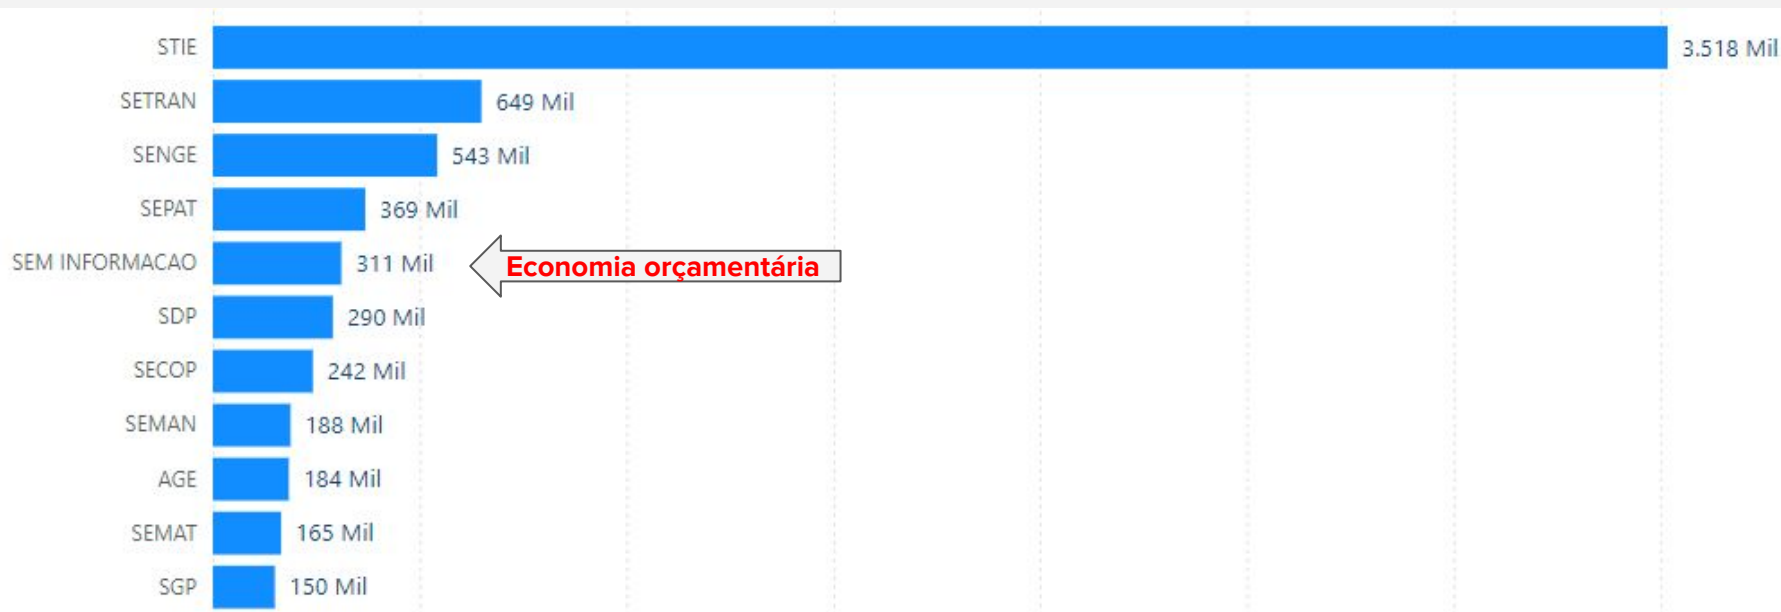 STIE 3.518 Mil
SETRAN 649 Mil
SENGE 543 Mil
SEPAT 369 Mil
SEM INFORMACAO 311 Mil Economia orçamentária
SDP 290 Mil
SECOP 242 Mil
SEMAN 188 Mil
AGE 184 Mil
SEMAT 165 Mil
SGP 150 Mil